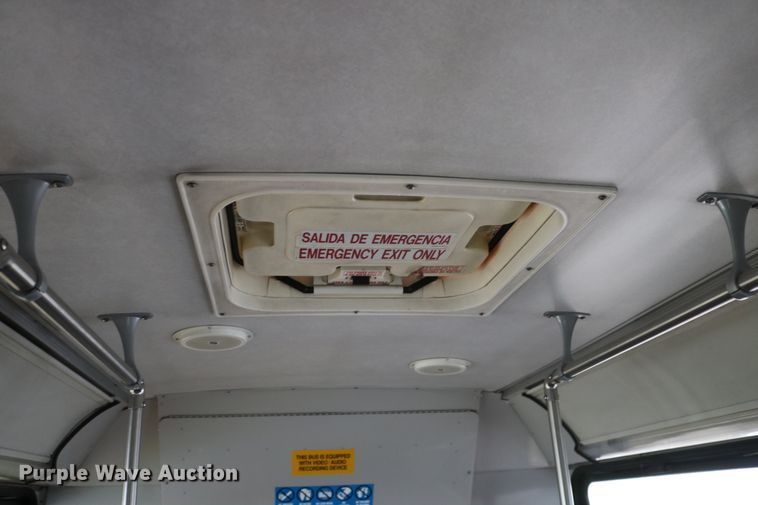 SALIDA DE EMERGENCIA
EMERGENCY EXIT ONLY
THIS BUS IS EQUIPPED
WITH VIDEO / AUDIO
RECORDING DEVICE
Purple Wave Auction